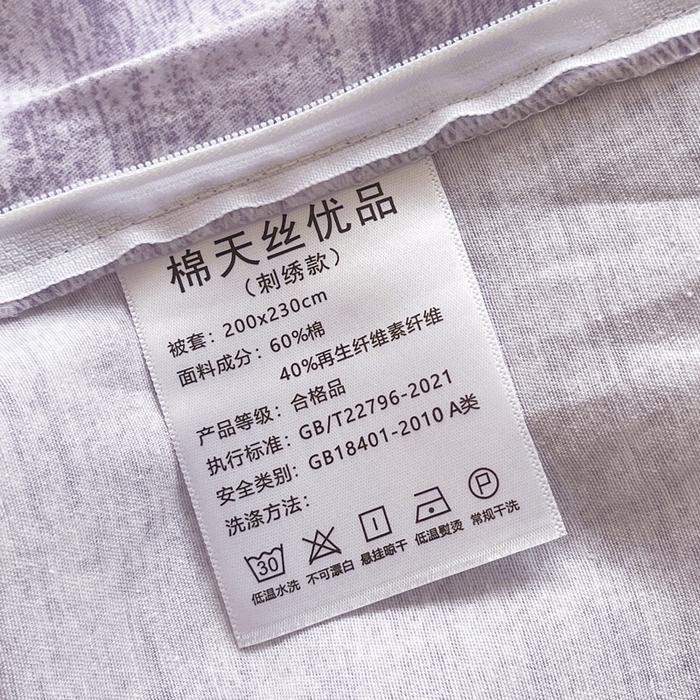 棉天丝优品
（刺绣款）
被套：200x230cm
面料成分：60%棉
40%再生纤维素纤维
产品等级：合格品
执行标准：GB/T22796-2021
安全类别：GB18401-2010 A类
洗涤方法：
30
P
低温水洗 不可漂白 悬挂晾干 低温熨烫 常规干洗